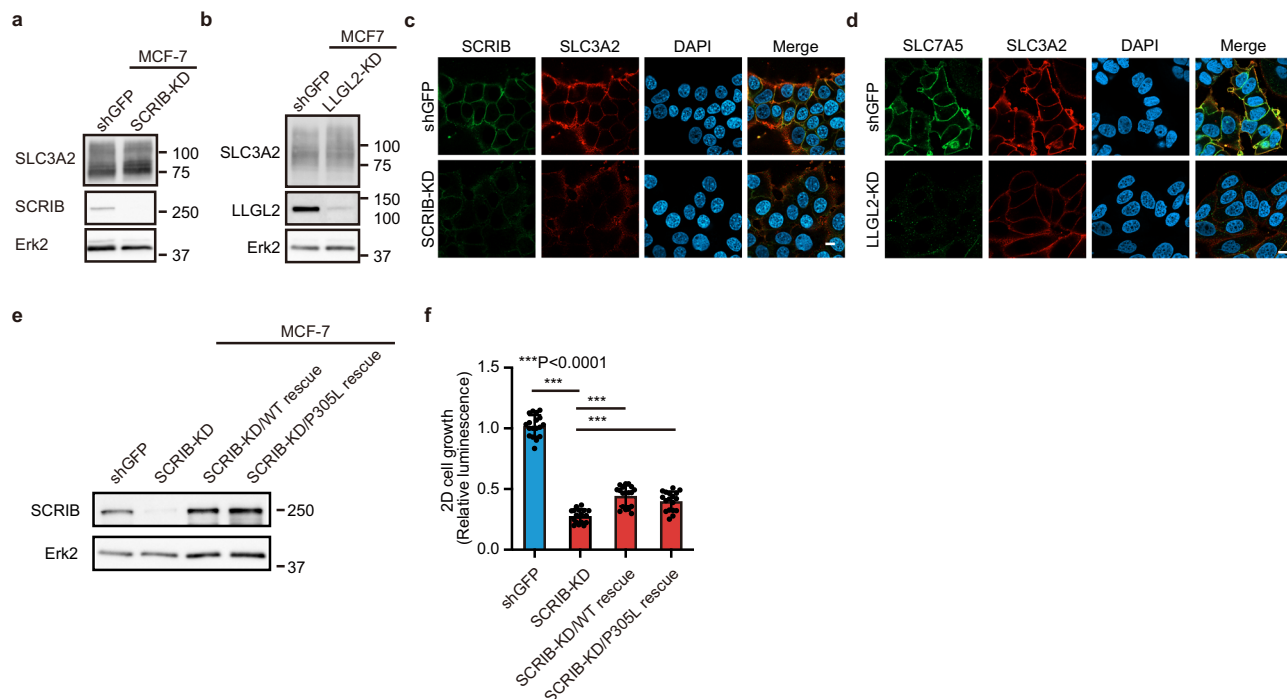 a
MCF-7
shGFP
SCRIB-KD
SLC3A2
100
75
SCRIB
250
Erk2
37
b
MCF7
shGFP
LLGL2-KD
SLC3A2
100
75
LLGL2
150
100
Erk2
37
c
SCRIB SLC3A2 DAPI Merge
shGFP
SCRIB-KD
d
SLC7A5 SLC3A2 DAPI Merge
shGFP
LLGL2-KD
e
MCF-7
shGFP
SCRIB-KD
SCRIB-KD/WT rescue
SCRIB-KD/P305L rescue
SCRIB
250
Erk2
37
f
***P<0.0001
***
***
***
2D cell growth
(Relative luminescence)
1.5
1.0
0.5
0.0
shGFP
SCRIB-KD
SCRIB-KD/WT rescue
SCRIB-KD/P305L rescue